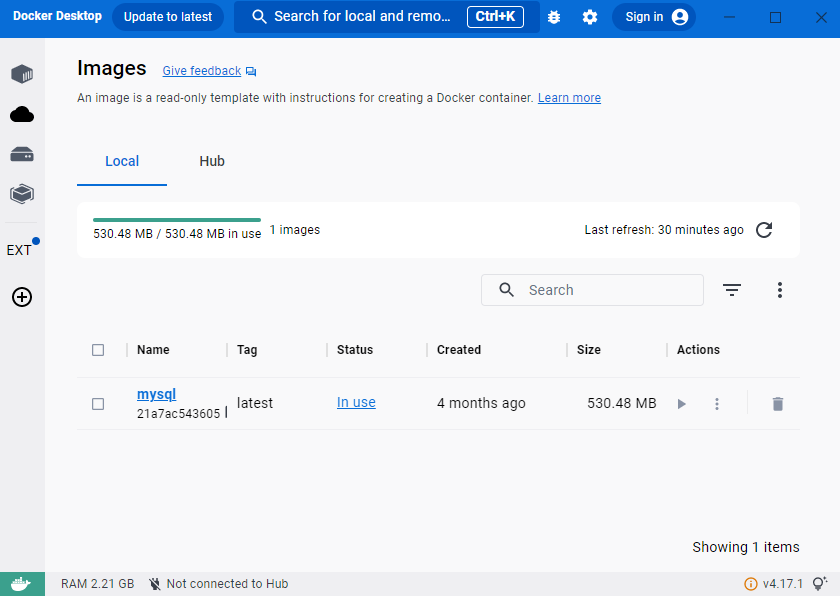 Docker Desktop
Update to latest
Search for local and remo...
Ctrl+K
Sign in
Images
Give feedback
An image is a read-only template with instructions for creating a Docker container. Learn more
Local
Hub
530.48 MB / 530.48 MB in use
1 images
Last refresh: 30 minutes ago
EXT
Search
Name
Tag
Status
Created
Size
Actions
mysql
21a7ac543605
latest
In use
4 months ago
530.48 MB
Showing 1 items
RAM 2.21 GB
Not connected to Hub
v4.17.1